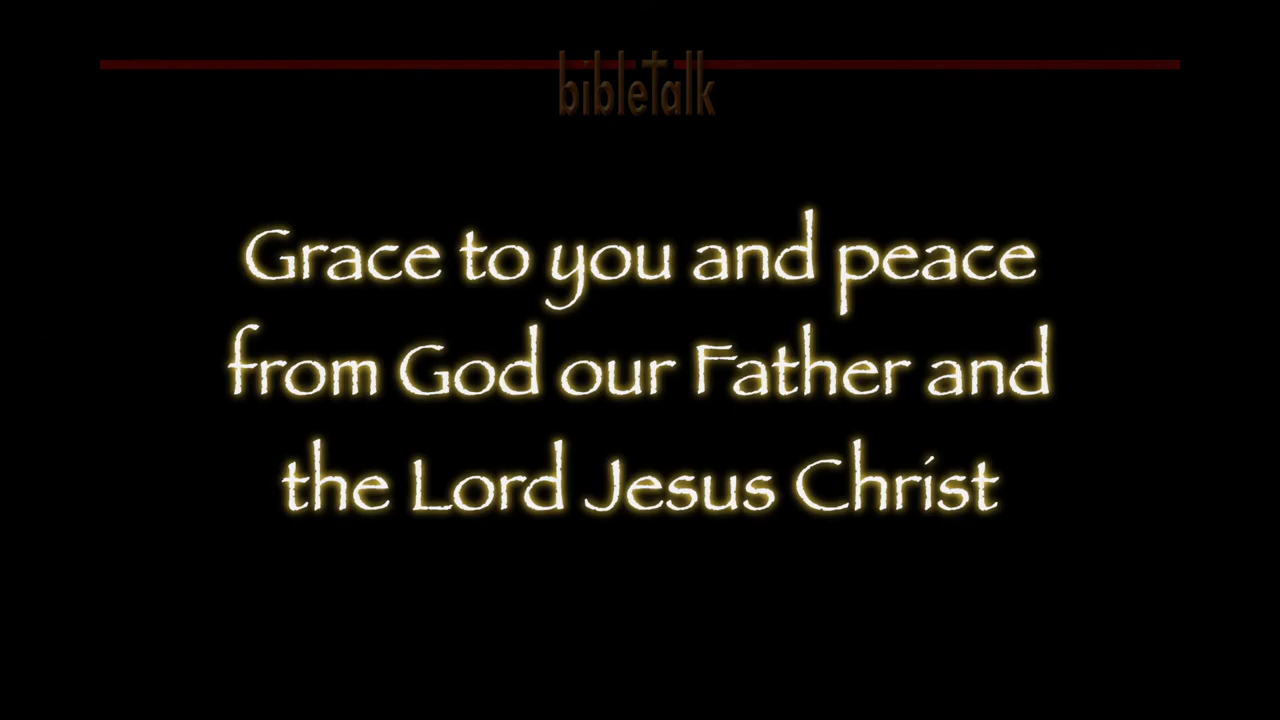 bibleTalk
Grace to you and peace
from God our Father and
the Lord Jesus Christ